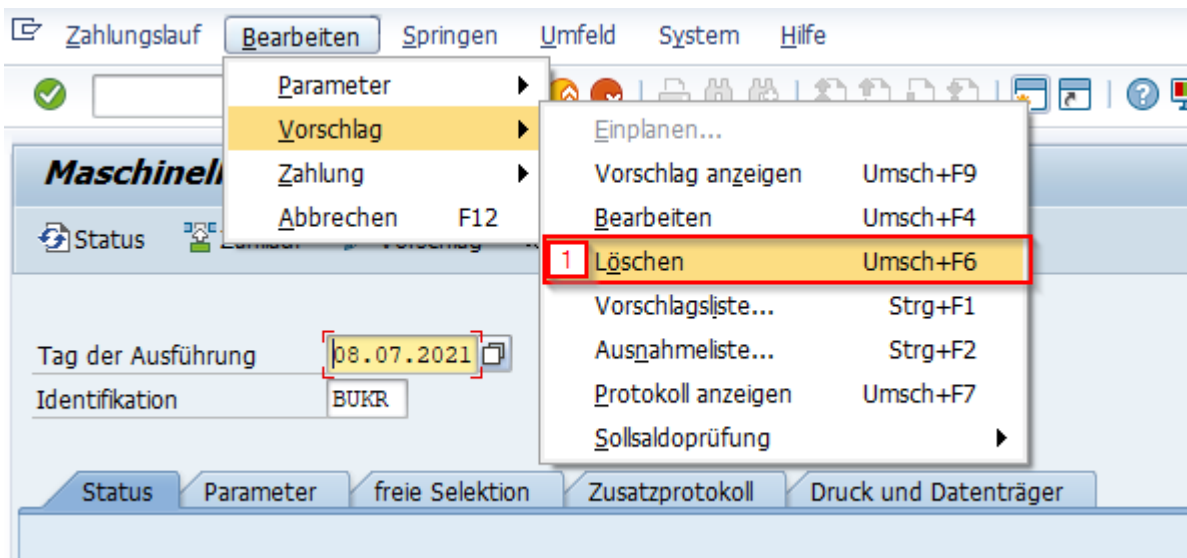 Zahlungslauf Bearbeiten Springen Umfeld System Hilfe
Parameter
Vorschlag
Zahlung
Abbrechen F12
Einplanen...
Vorschlag anzeigen Umsch+F9
Bearbeiten Umsch+F4
1 Löschen Umsch+F6
Vorschlagsliste... Strg+F1
Ausnahmeliste... Strg+F2
Protokoll anzeigen Umsch+F7
Sollsaldoprüfung
Status
Tag der Ausführung 08.07.2021
Identifikation BUKR
Status Parameter freie Selektion Zusatzprotokoll Druck und Datenträger